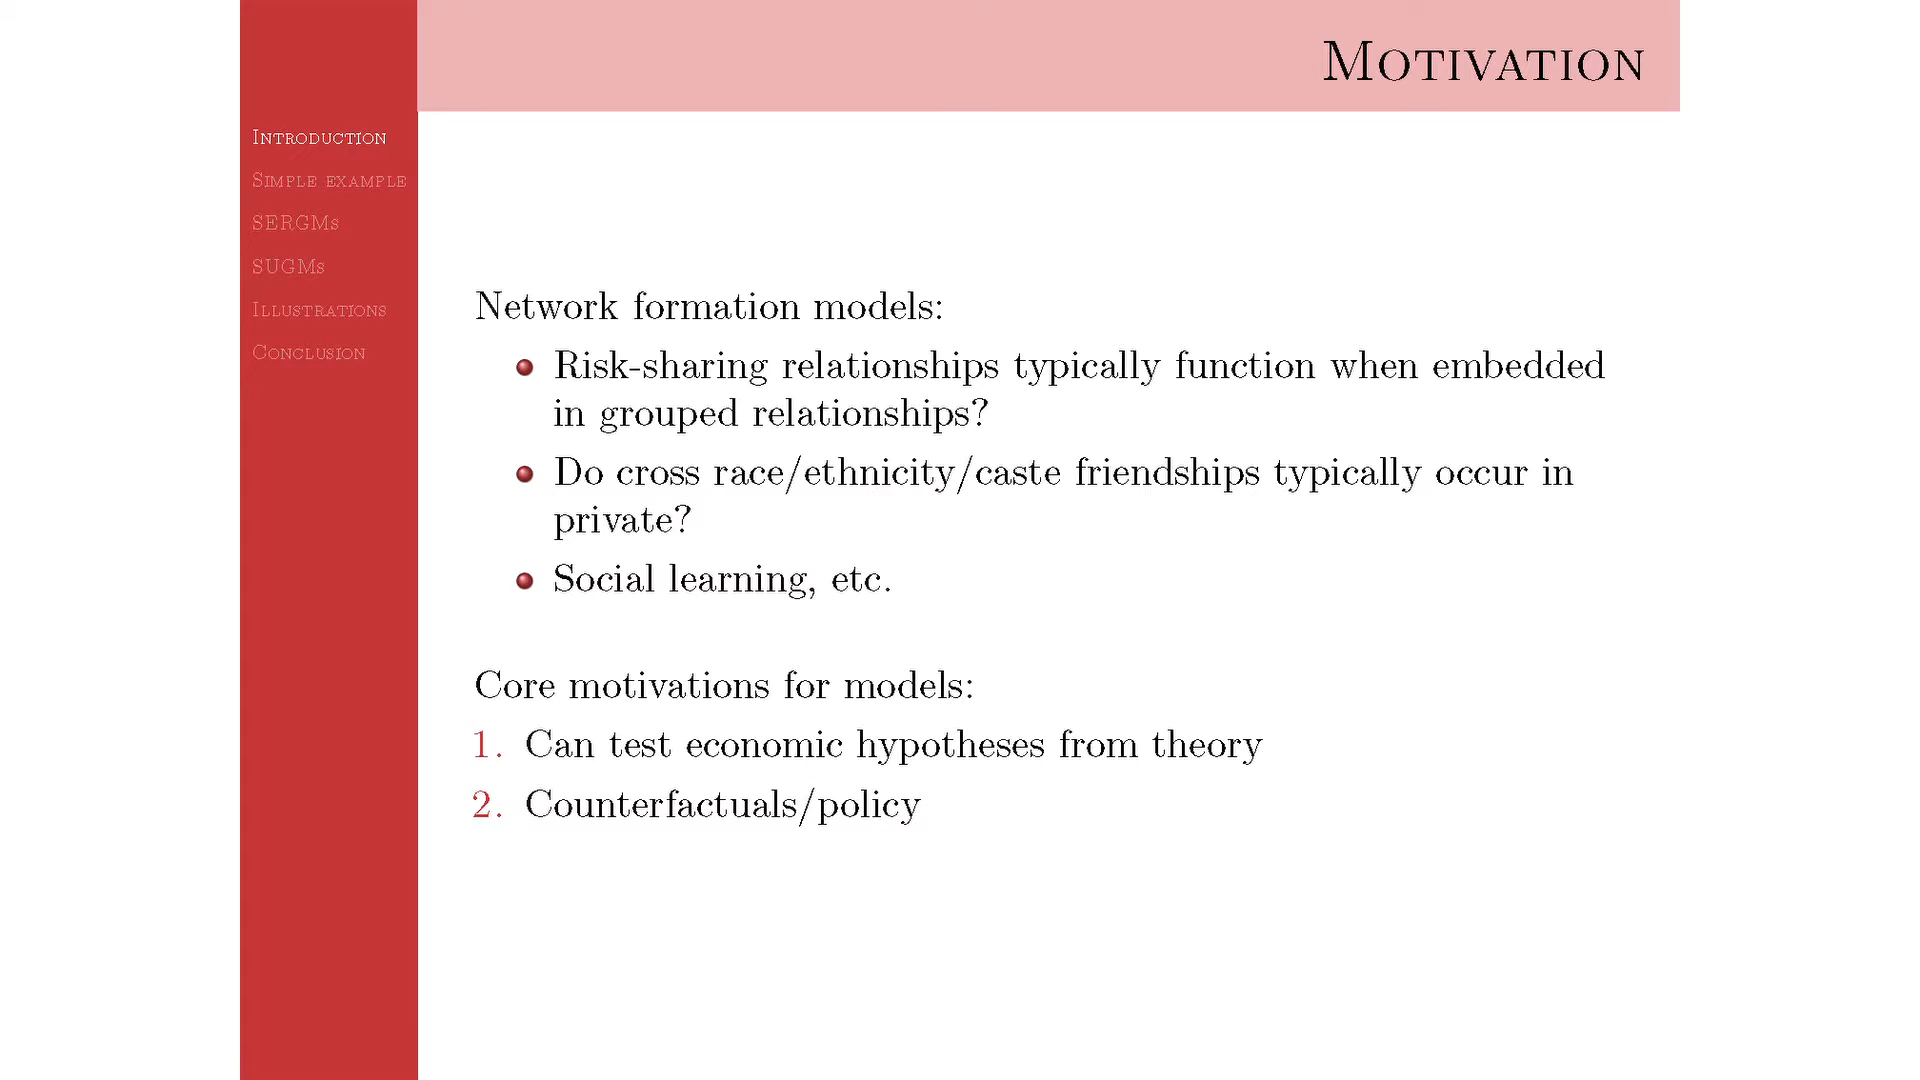 Motivation
Introduction
Simple example
SERGMs
SUGMs
Illustrations
Conclusion
Network formation models:
Risk-sharing relationships typically function when embedded
in grouped relationships?
Do cross race/ethnicity/caste friendships typically occur in
private?
Social learning, etc.
Core motivations for models:
1. Can test economic hypotheses from theory
2. Counterfactuals/policy